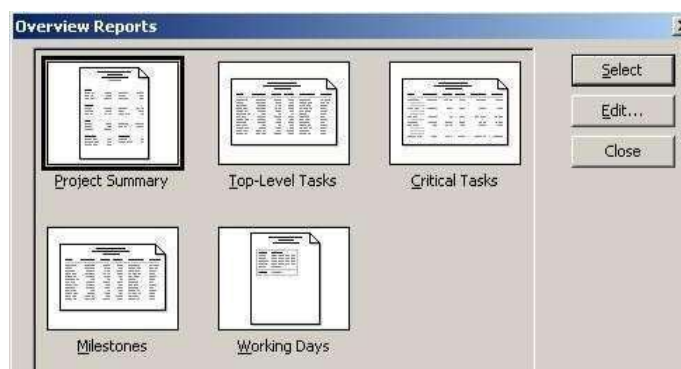 Overview Reports
Select
Edit...
Close
Project Summary
Top-Level Tasks
Critical Tasks
Milestones
Working Days